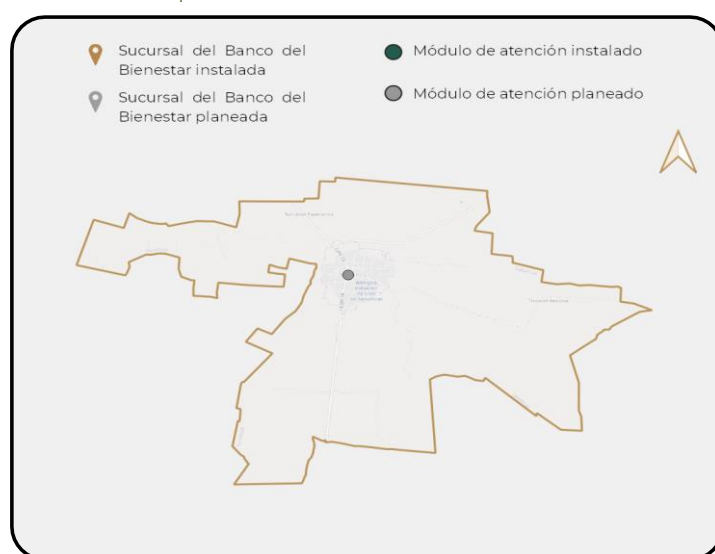 Sucursal del Banco del
Bienestar instalada
Sucursal del Banco del
Bienestar planeada
Módulo de atención instalado
Módulo de atención planeado